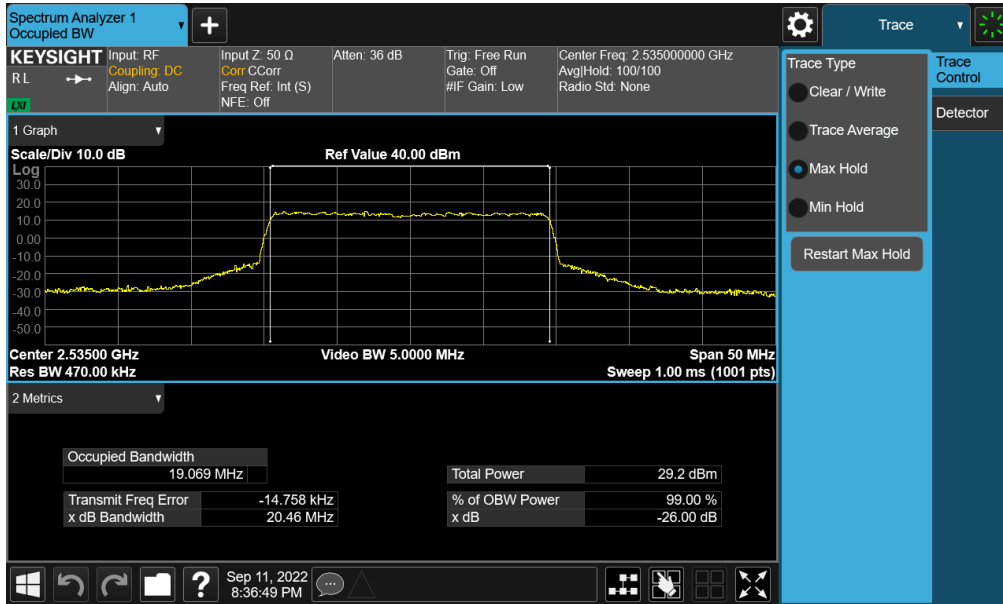 Spectrum Analyzer 1
Occupied BW
+
Trace
KEYSIGHT
R L
LXI
Input: RF
Coupling: DC
Align: Auto
Input Z: 50 Ω
Corr CCorr
Freq Ref: Int (S)
NFE: Off
Atten: 36 dB
Trig: Free Run
Gate: Off
#IF Gain: Low
Center Freq: 2.535000000 GHz
Avg|Hold: 100/100
Radio Std: None
Trace Type
Clear / Write
Trace Average
Max Hold
Min Hold
Restart Max Hold
Trace
Control
Detector
1 Graph
Scale/Div 10.0 dB
Ref Value 40.00 dBm
Log
30.0
20.0
10.0
0.00
-10.0
-20.0
-30.0
-40.0
-50.0
Center 2.53500 GHz
Video BW 5.0000 MHz
Span 50 MHz
Res BW 470.00 kHz
Sweep 1.00 ms (1001 pts)
2 Metrics
Occupied Bandwidth
19.069 MHz
Total Power 29.2 dBm
Transmit Freq Error -14.758 kHz
% of OBW Power 99.00 %
x dB Bandwidth 20.46 MHz
x dB -26.00 dB
?
Sep 11, 2022
8:36:49 PM